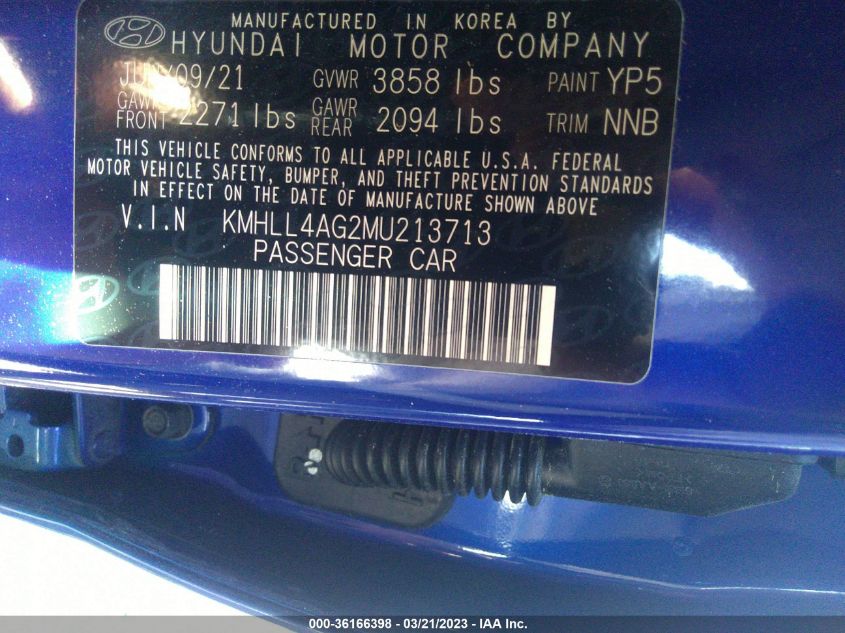 MANUFACTURED IN KOREA BY
HYUNDAI MOTOR COMPANY
JUN/09/21 GVWR 3858 lbs PAINT YP5
GAWR FRONT 2271 lbs GAWR REAR 2094 lbs TRIM NNB
THIS VEHICLE CONFORMS TO ALL APPLICABLE U.S.A. FEDERAL
MOTOR VEHICLE SAFETY, BUMPER, AND THEFT PREVENTION STANDARDS
IN EFFECT ON THE DATE OF MANUFACTURE SHOWN ABOVE
V.I.N KMHLL4AG2MU213713
PASSENGER CAR
000-36166398 - 03/21/2023 - IAA Inc.